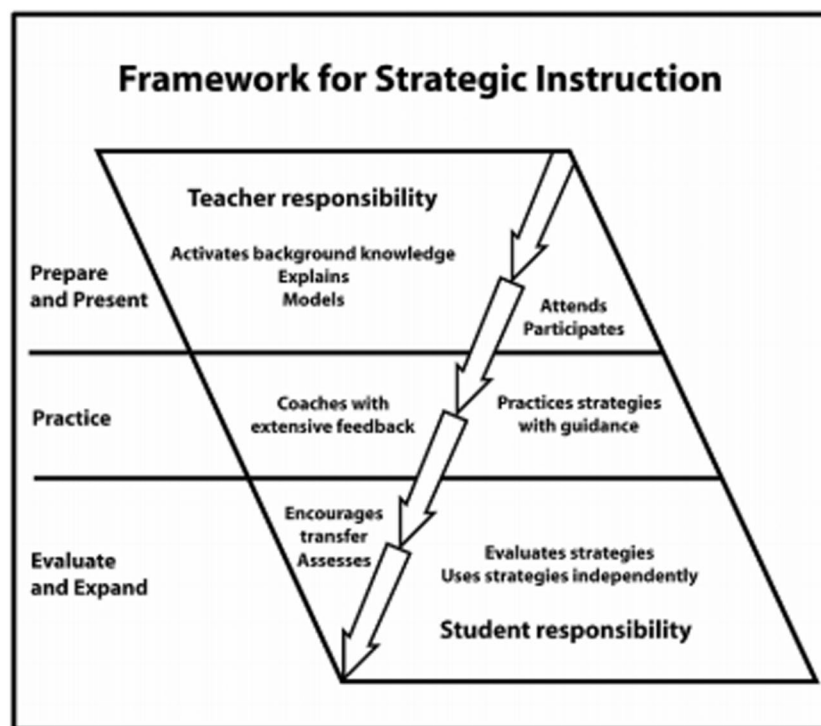 Framework for Strategic Instruction
Teacher responsibility
Prepare
and Present
Activates background knowledge
Explains
Models
Attends
Participates
Practice
Coaches with
extensive feedback
Practices strategies
with guidance
Evaluate
and Expand
Encourages
transfer
Assesses
Evaluates strategies
Uses strategies independently
Student responsibility